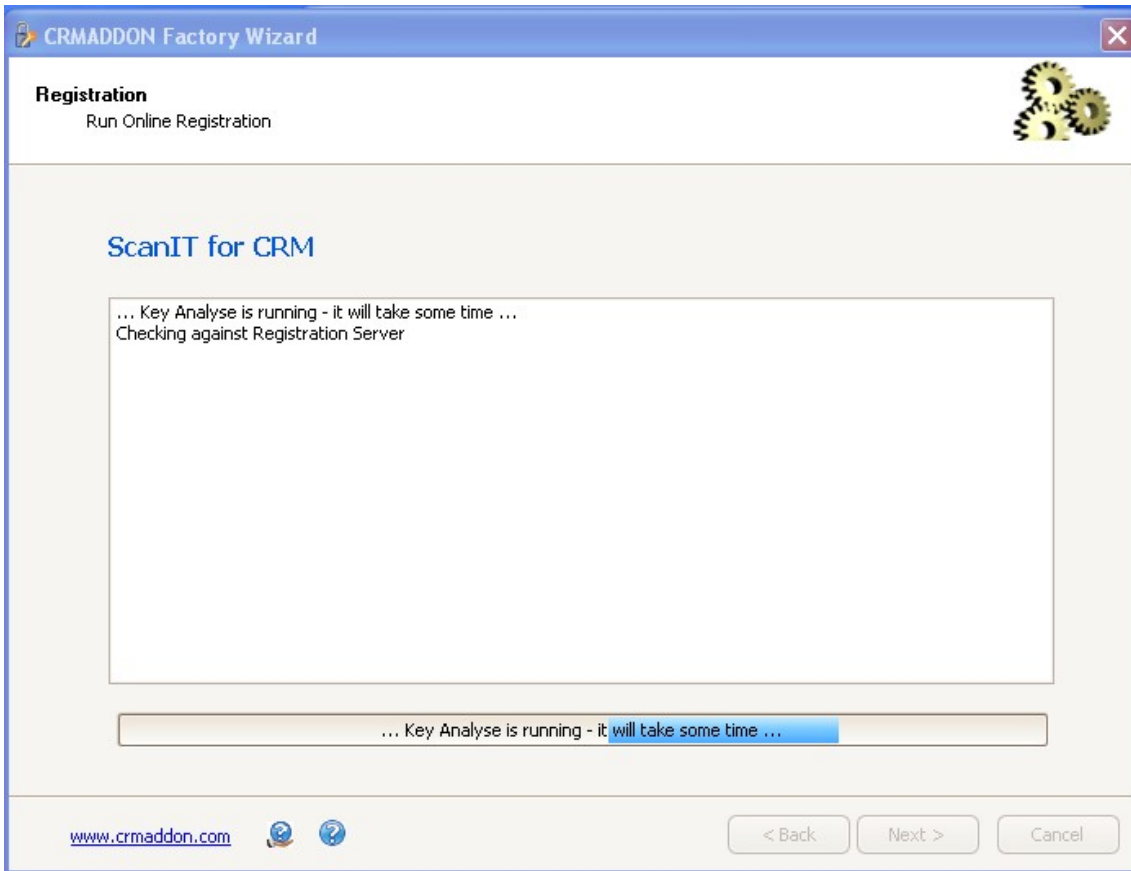 CRMADDON Factory Wizard
Registration
Run Online Registration
ScanIT for CRM
... Key Analyse is running - it will take some time ...
Checking against Registration Server
... Key Analyse is running - it will take some time ...
www.crmaddon.com
< Back
Next >
Cancel